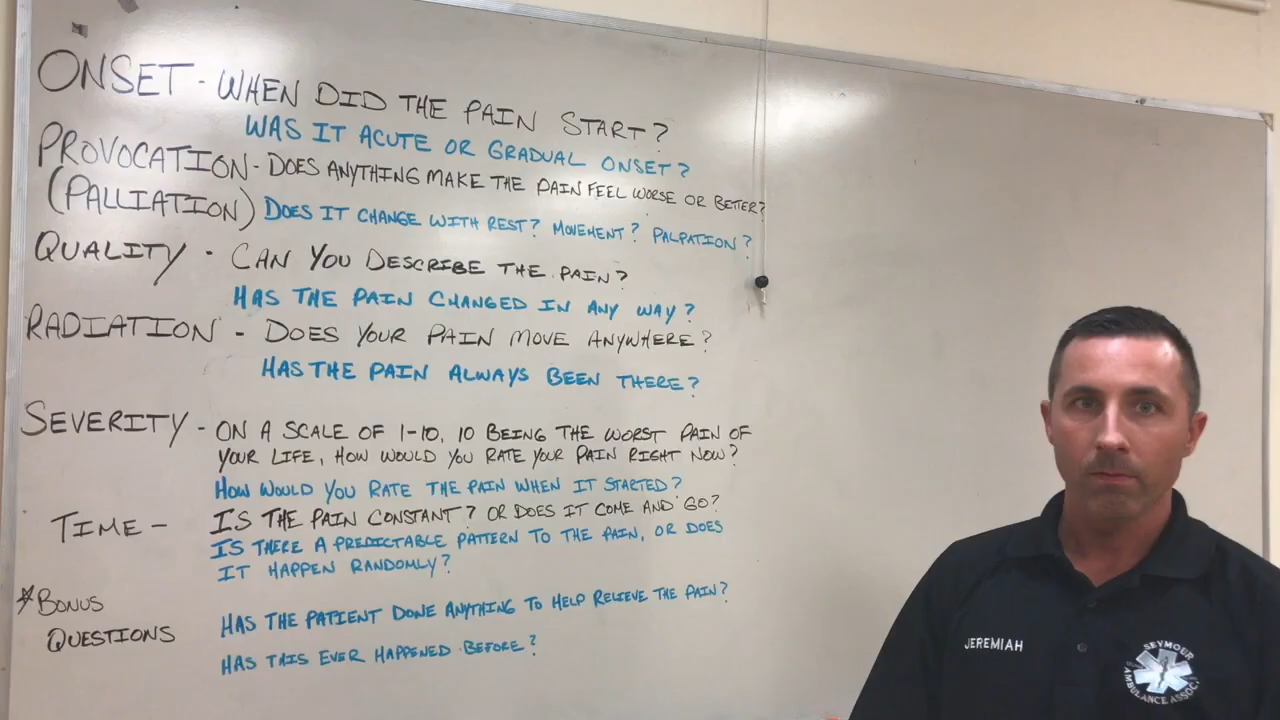 ONSET - WHEN DID THE PAIN START?
WAS IT ACUTE OR GRADUAL ONSET?
PROVOCATION - DOES ANYTHING MAKE THE PAIN FEEL WORSE OR BETTER?
(PALLIATION) DOES IT CHANGE WITH REST? MOVEMENT? PALPATION?
QUALITY - CAN YOU DESCRIBE THE PAIN?
HAS THE PAIN CHANGED IN ANY WAY?
RADIATION - DOES YOUR PAIN MOVE ANYWHERE?
HAS THE PAIN ALWAYS BEEN THERE?
SEVERITY - ON A SCALE OF 1-10, 10 BEING THE WORST PAIN OF
YOUR LIFE, HOW WOULD YOU RATE YOUR PAIN RIGHT NOW?
HOW WOULD YOU RATE THE PAIN WHEN IT STARTED?
TIME - IS THE PAIN CONSTANT? OR DOES IT COME AND GO?
IS THERE A PREDICTABLE PATTERN TO THE PAIN, OR DOES
IT HAPPEN RANDOMLY?
*BONUS
QUESTIONS
HAS THE PATIENT DONE ANYTHING TO HELP RELIEVE THE PAIN?
HAS THIS EVER HAPPENED BEFORE?
JEREMIAH
SEYMOUR
AMBULANCE ASSOC.